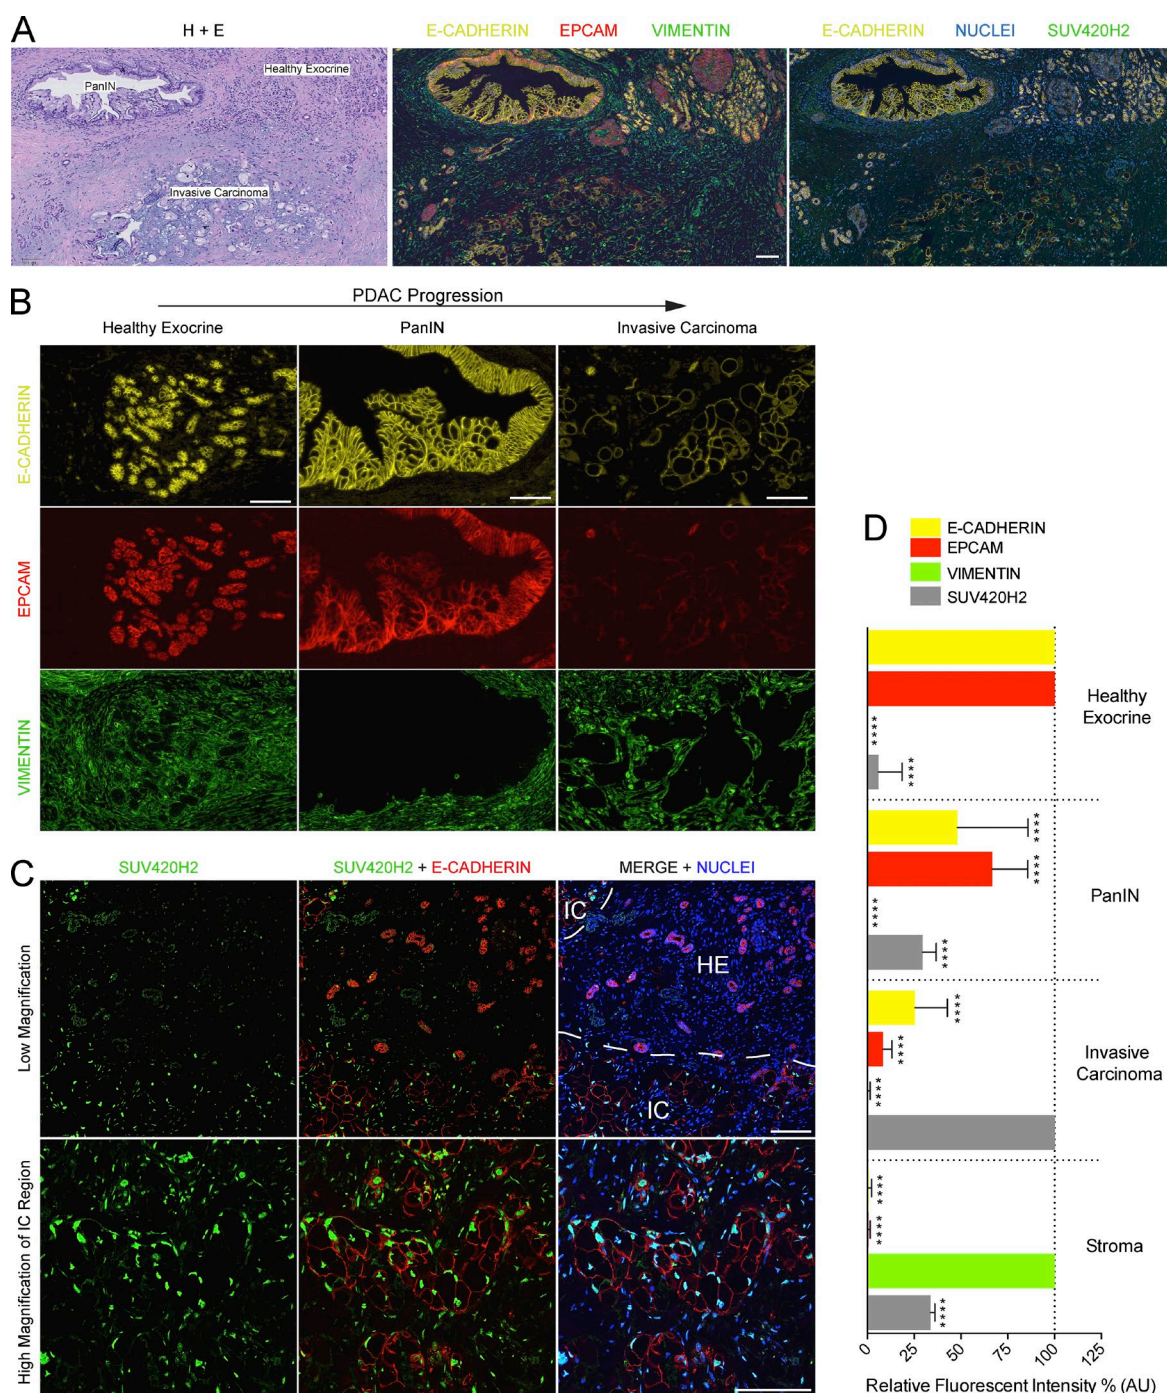 A
H + E
E-CADHERIN EPCAM VIMENTIN
E-CADHERIN NUCLEI SUV420H2
Healthy Exocrine
PanIN
Invasive Carcinoma
B
PDAC Progression
Healthy Exocrine
PanIN
Invasive Carcinoma
E-CADHERIN
EPCAM
VIMENTIN
C
SUV420H2
SUV420H2 + E-CADHERIN
MERGE + NUCLEI
Low Magnification
IC
HE
IC
High Magnification of IC Region
D
E-CADHERIN
EPCAM
VIMENTIN
SUV420H2
****
****
Healthy
Exocrine
****
****
****
****
PanIN
****
****
****
Invasive
Carcinoma
****
****
****
Stroma
0 25 50 75 100 125
Relative Fluorescent Intensity % (AU)